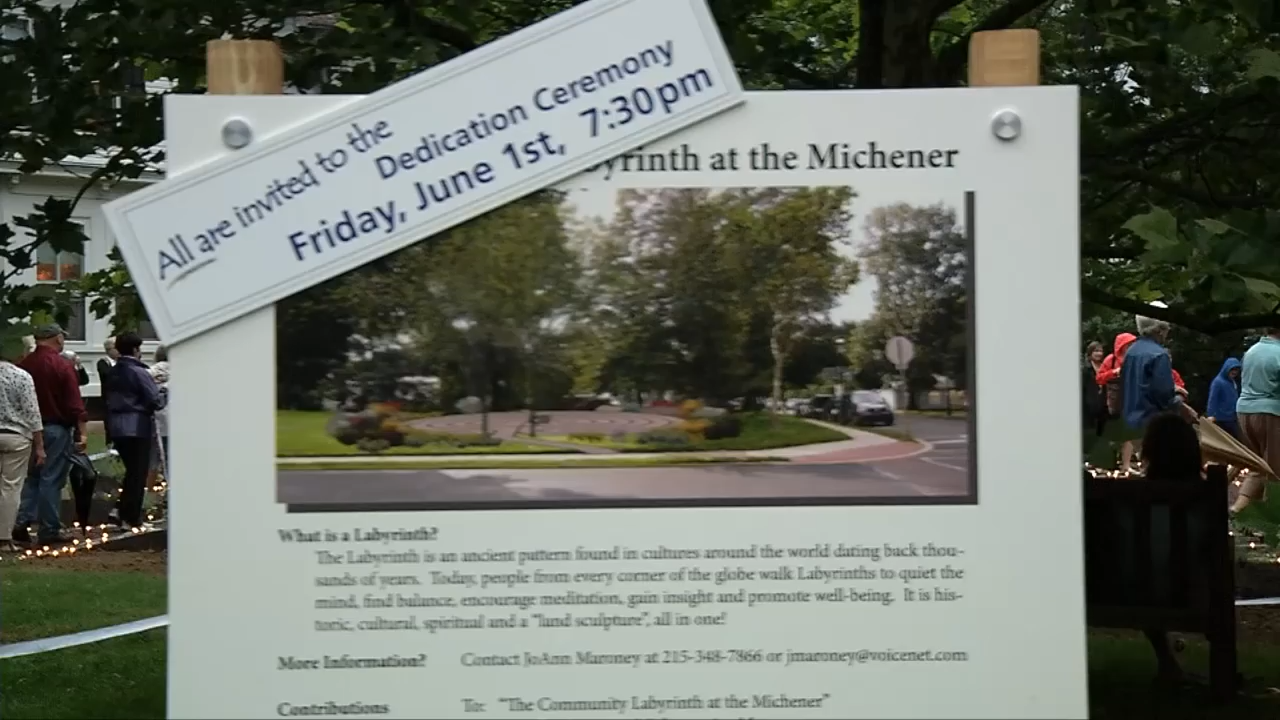 All are invited to the
Dedication Ceremony
Friday, June 1st, 7:30pm
yrinth at the Michener
What is a Labyrinth?
The Labyrinth is an ancient pattern found in cultures around the world dating back thou-
sands of years. Today, people from every corner of the globe walk Labyrinths to quiet the
mind, find balance, encourage meditation, gain insight and promote well-being. It is his-
toric, cultural, spiritual and a "land sculpture", all in one!
More Information? Contact JoAnn Maroney at 215-348-7866 or jmaroney@voicenet.com
Contributions To: "The Community Labyrinth at the Michener"